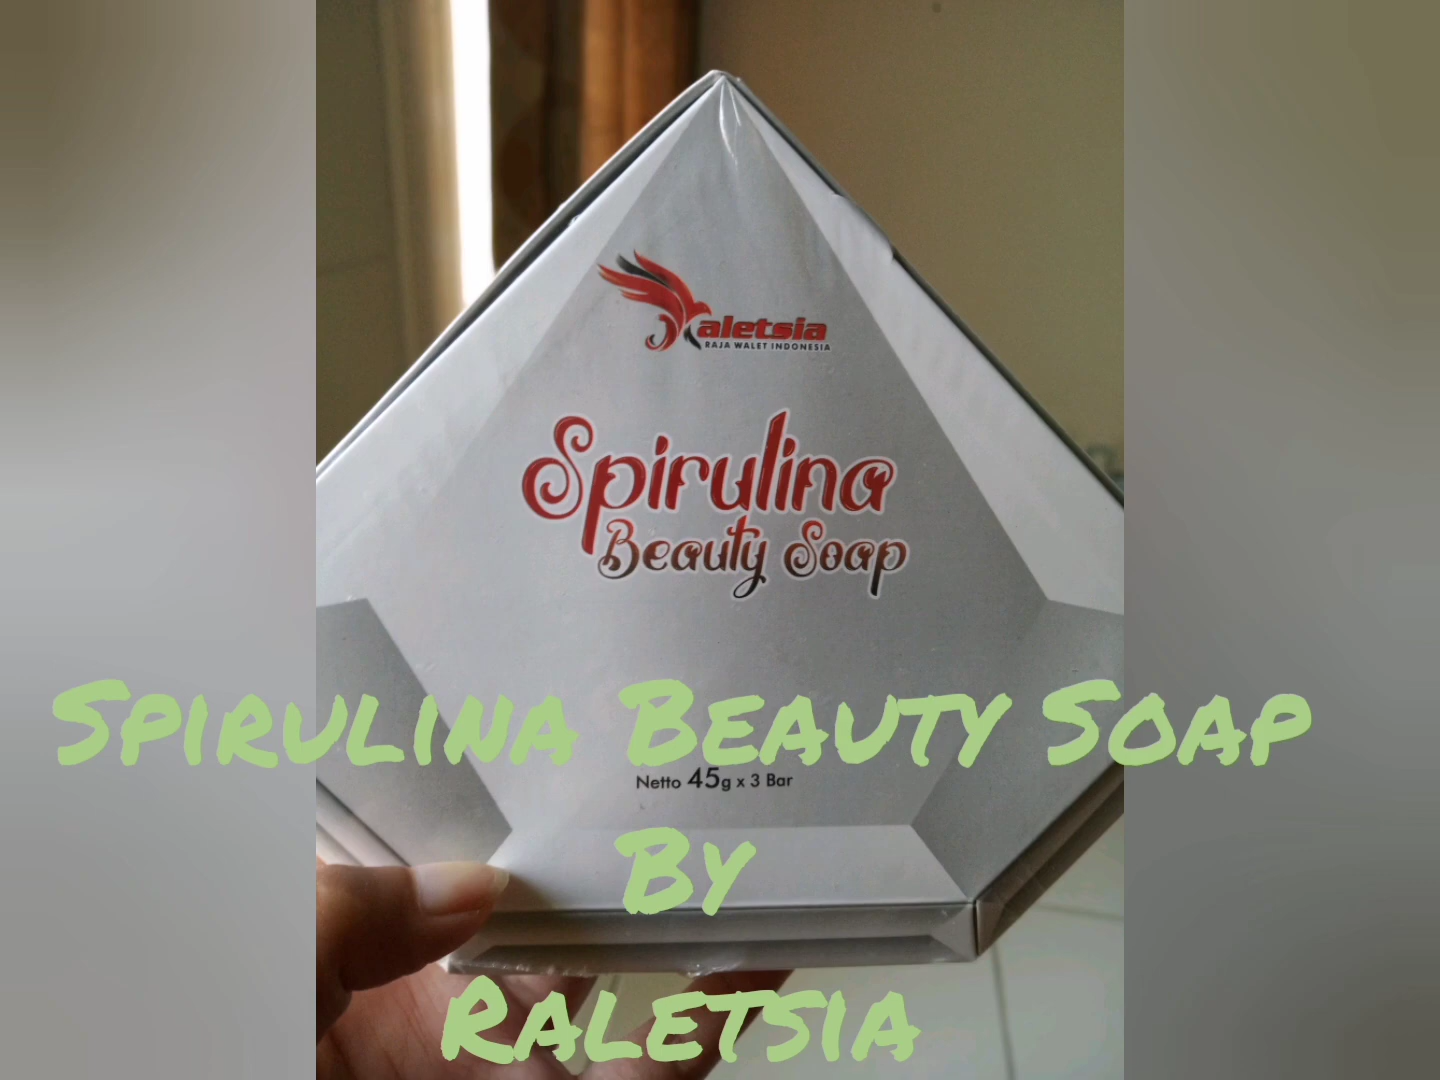 Raletsia
RAJA WALET INDONESIA
Spirulina
Beauty Soap
Netto 45g x 3 Bar
Spirulina Beauty Soap
By
Raletsia